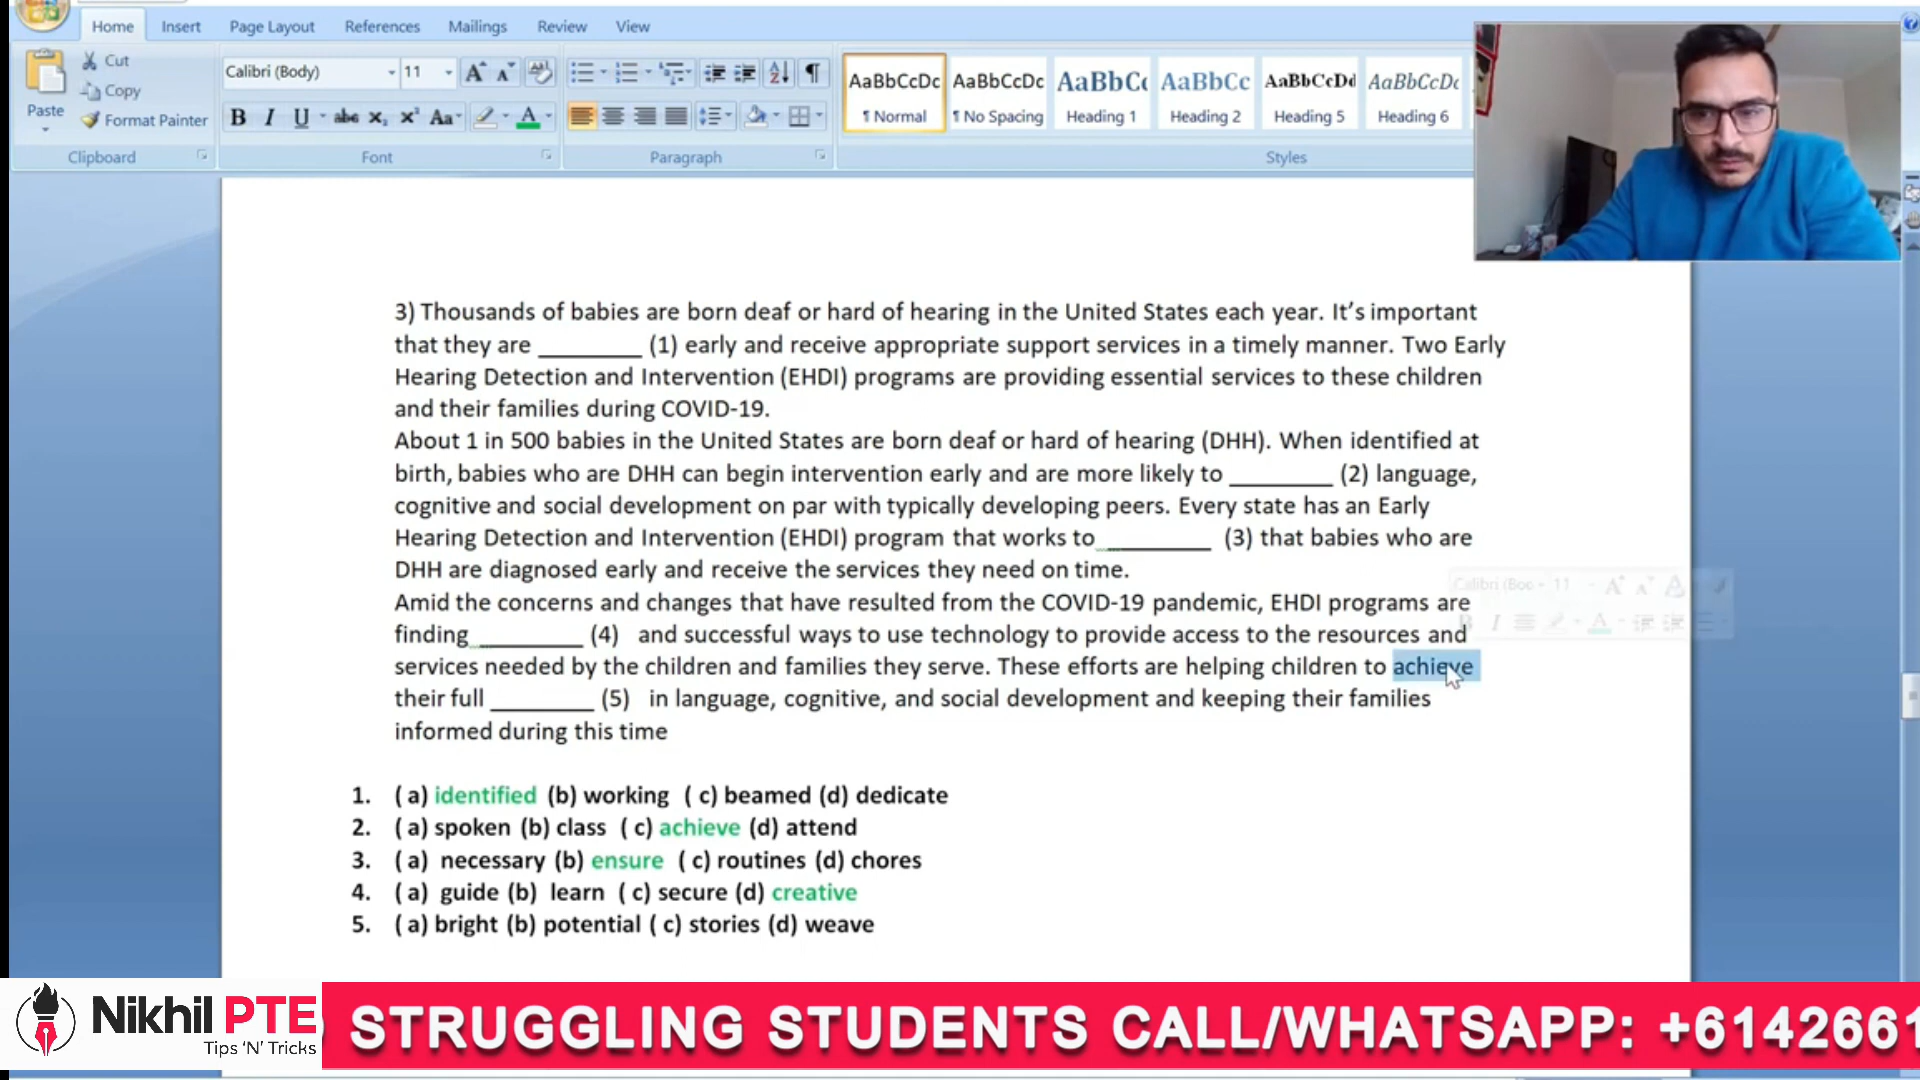 Home Insert Page Layout References Mailings Review View
Paste
Cut
Copy
Format Painter
Clipboard
Calibri (Body) 11
B I U abc X₂ X² Aa A
Font
Paragraph
AaBbCcDc AaBbCcDc AaBbC AaBbCc AaBbCcDd AaBbCcDc
¶ Normal ¶ No Spacing Heading 1 Heading 2 Heading 5 Heading 6
Styles
3) Thousands of babies are born deaf or hard of hearing in the United States each year. It’s important
that they are _________ (1) early and receive appropriate support services in a timely manner. Two Early
Hearing Detection and Intervention (EHDI) programs are providing essential services to these children
and their families during COVID-19.
About 1 in 500 babies in the United States are born deaf or hard of hearing (DHH). When identified at
birth, babies who are DHH can begin intervention early and are more likely to _________ (2) language,
cognitive and social development on par with typically developing peers. Every state has an Early
Hearing Detection and Intervention (EHDI) program that works to__________ (3) that babies who are
DHH are diagnosed early and receive the services they need on time.
Amid the concerns and changes that have resulted from the COVID-19 pandemic, EHDI programs are
finding__________ (4) and successful ways to use technology to provide access to the resources and
services needed by the children and families they serve. These efforts are helping children to achieve
their full _________ (5) in language, cognitive, and social development and keeping their families
informed during this time
1. ( a) identified (b) working ( c) beamed (d) dedicate
2. ( a) spoken (b) class ( c) achieve (d) attend
3. ( a) necessary (b) ensure ( c) routines (d) chores
4. ( a) guide (b) learn ( c) secure (d) creative
5. ( a) bright (b) potential ( c) stories (d) weave
Nikhil PTE
Tips ‘N’ Tricks
STRUGGLING STUDENTS CALL/WHATSAPP: +6142661